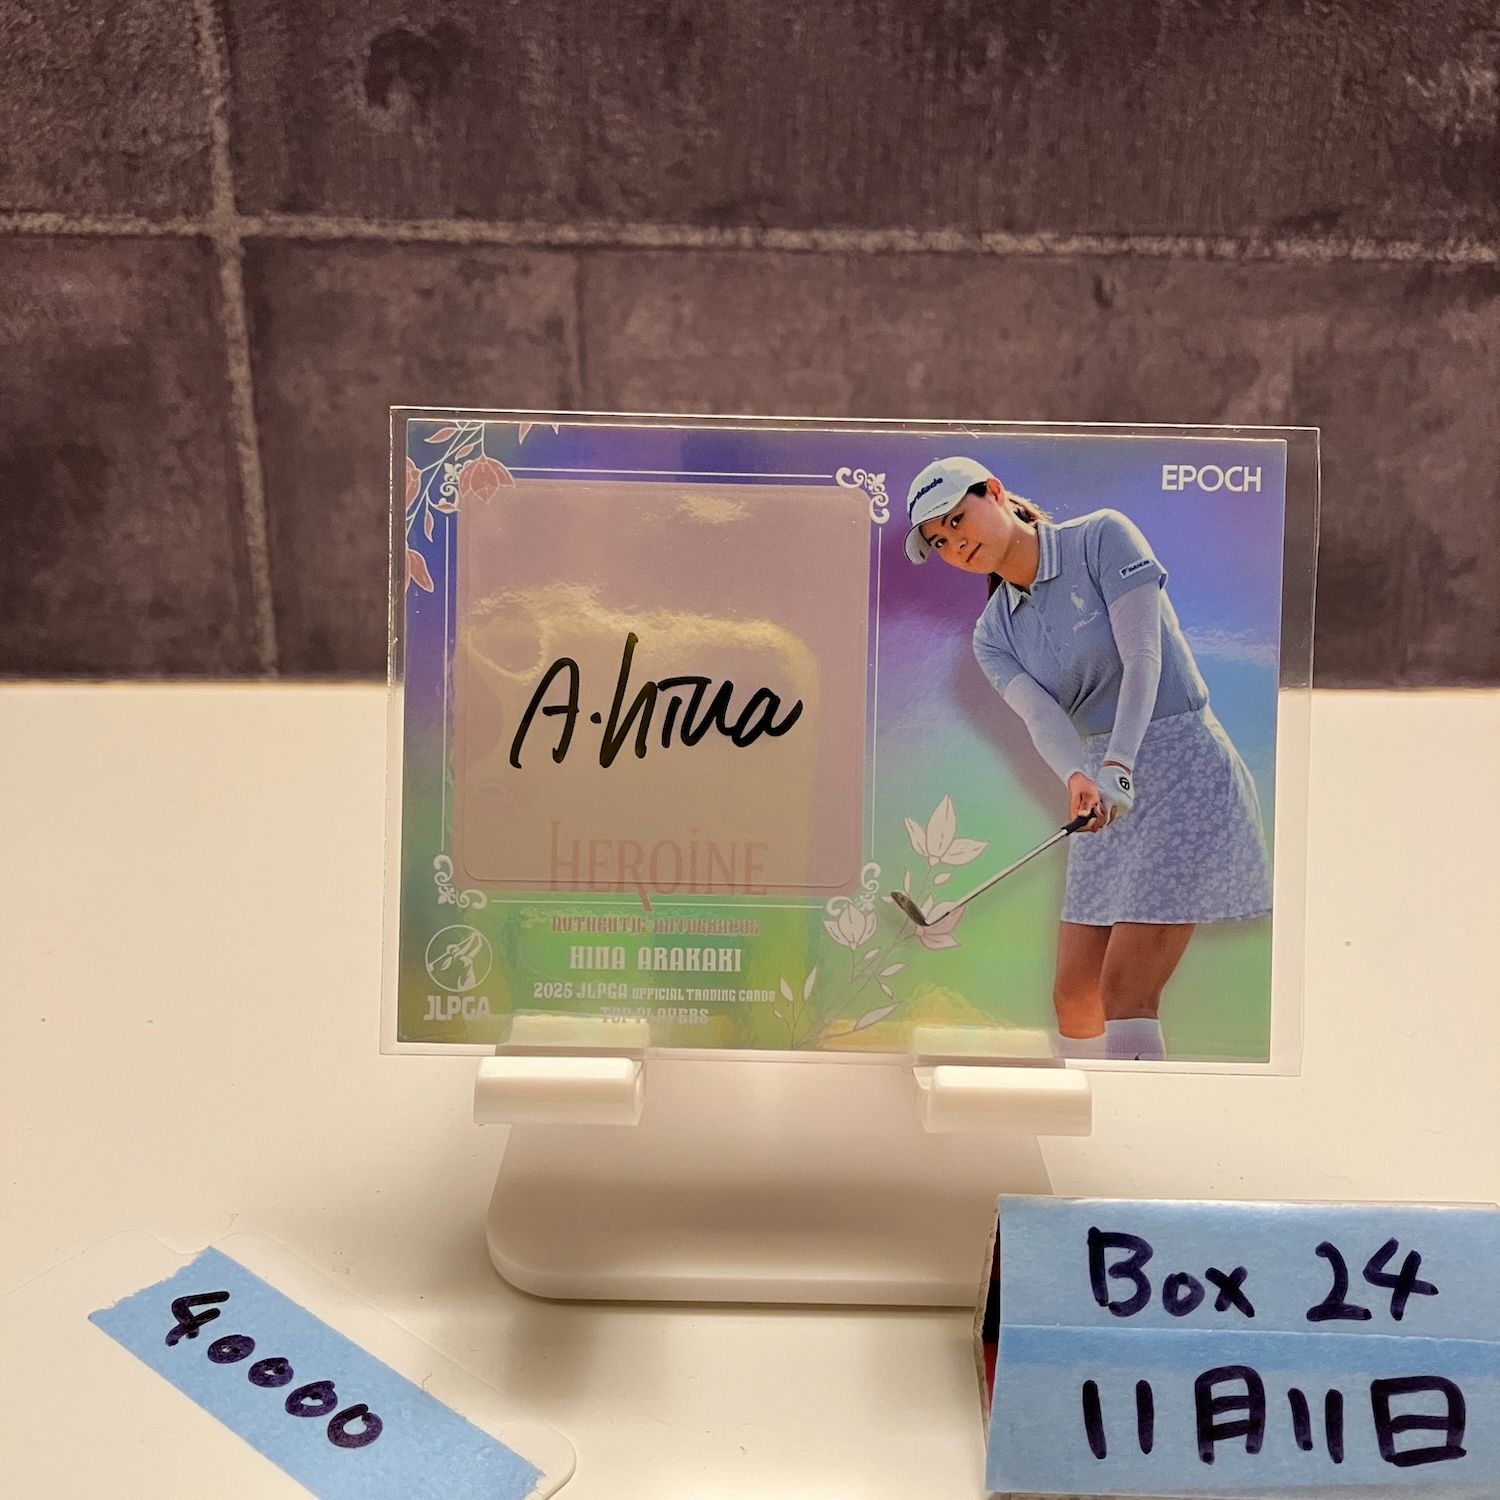 EPOCH
A.hina
HEROINE
AUTHENTIC AUTOGRAPHS
HINA ARAKAKI
2025 JLPGA OFFICIAL TRADING CARDS
TOP PLAYERS
JLPGA
40000
Box 24
11月11日